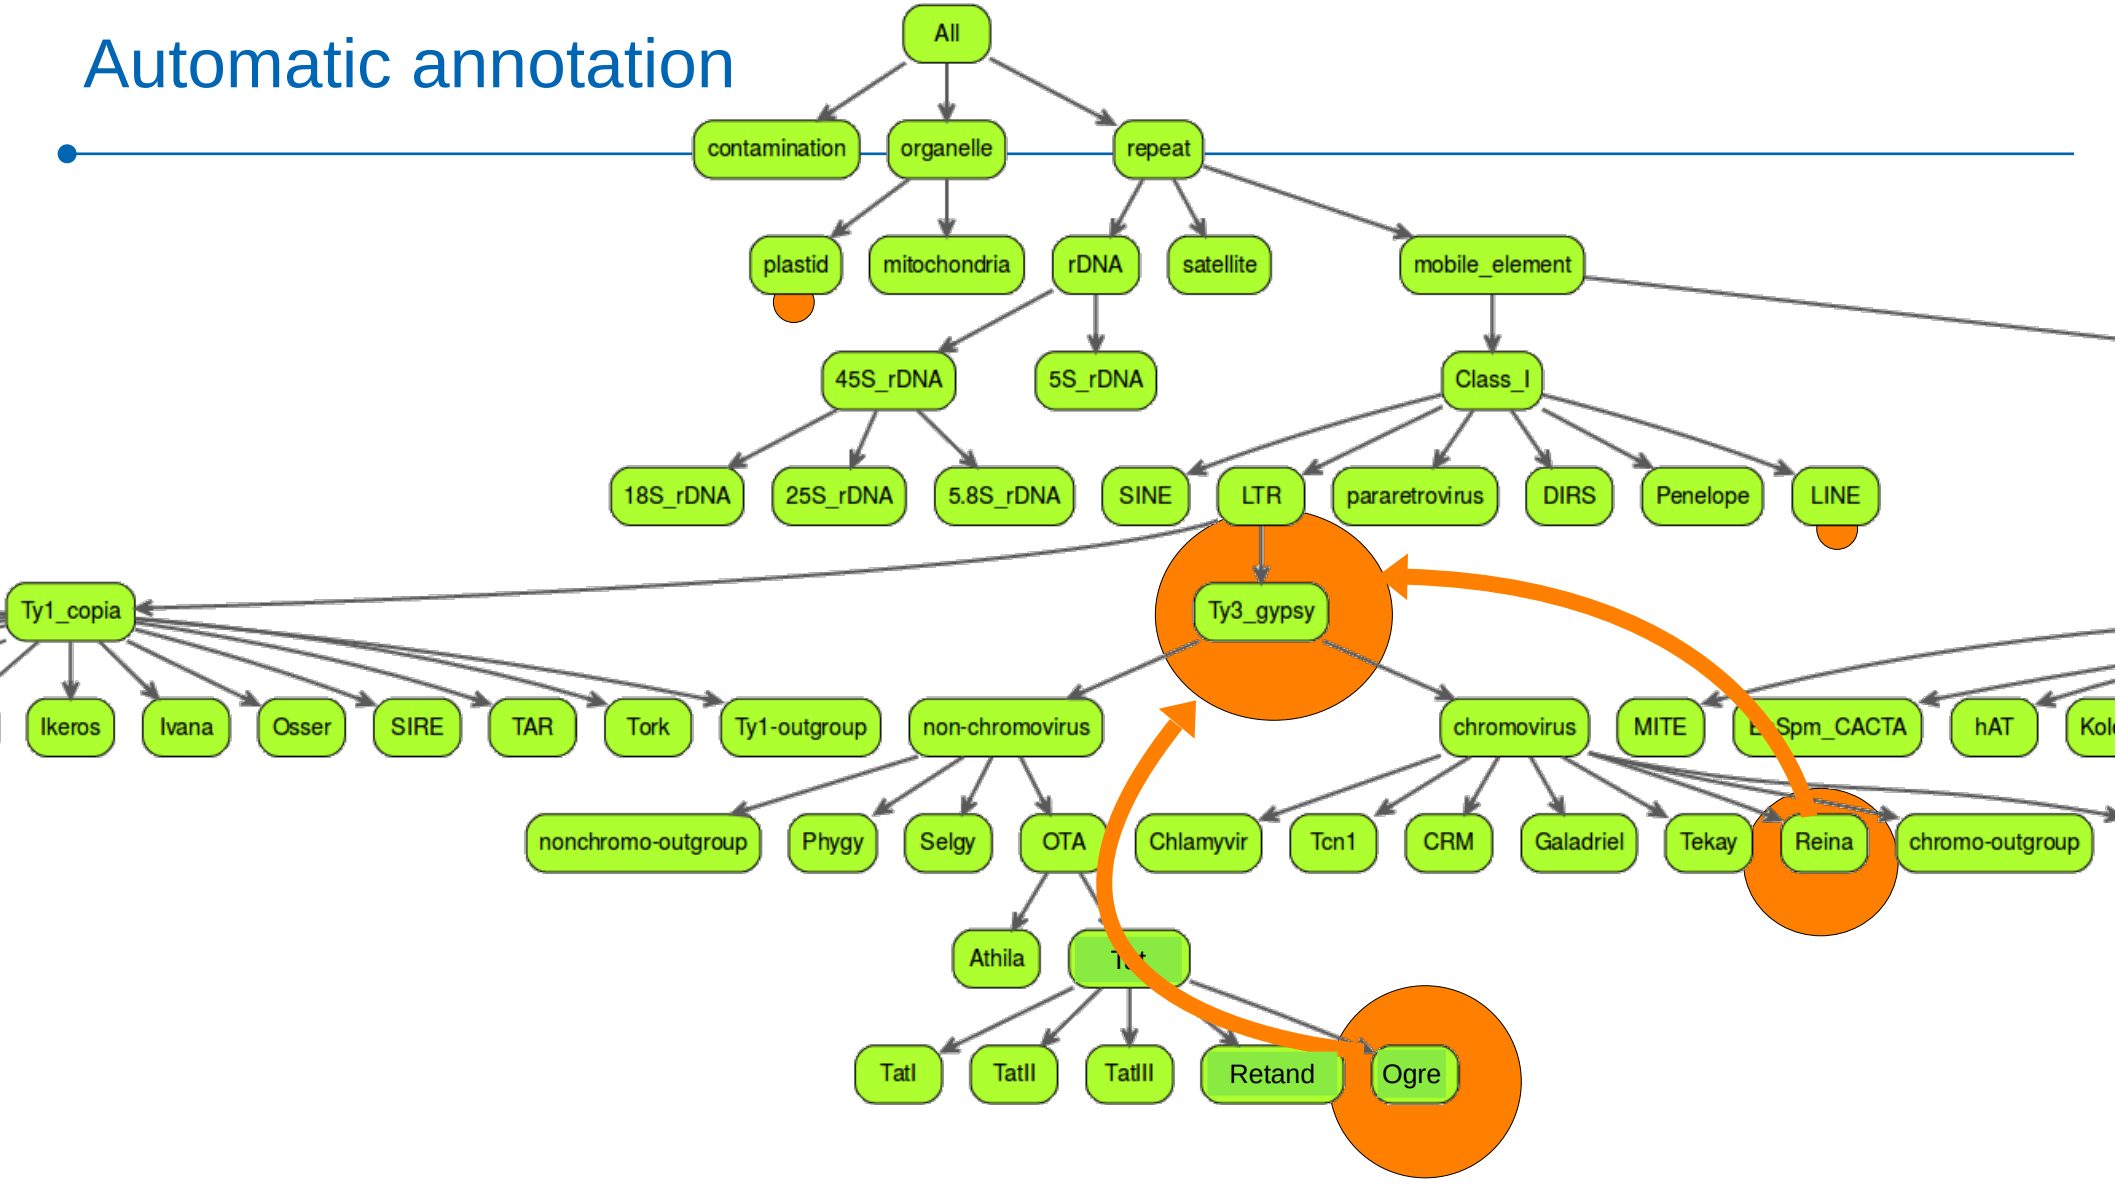 Automatic annotation
All
contamination
organelle
repeat
plastid
mitochondria
rDNA
satellite
mobile_element
45S_rDNA
5S_rDNA
Class_I
18S_rDNA
25S_rDNA
5.8S_rDNA
SINE
LTR
pararetrovirus
DIRS
Penelope
LINE
Ty1_copia
Ty3_gypsy
Ikeros
Ivana
Osser
SIRE
TAR
Tork
Ty1-outgroup
non-chromovirus
chromovirus
MITE
Spm_CACTA
hAT
nonchromo-outgroup
Phygy
Selgy
OTA
Chlamyvir
Tcn1
CRM
Galadriel
Tekay
Reina
chromo-outgroup
Athila
Tat
TatI
TatII
TatIII
Retand
Ogre